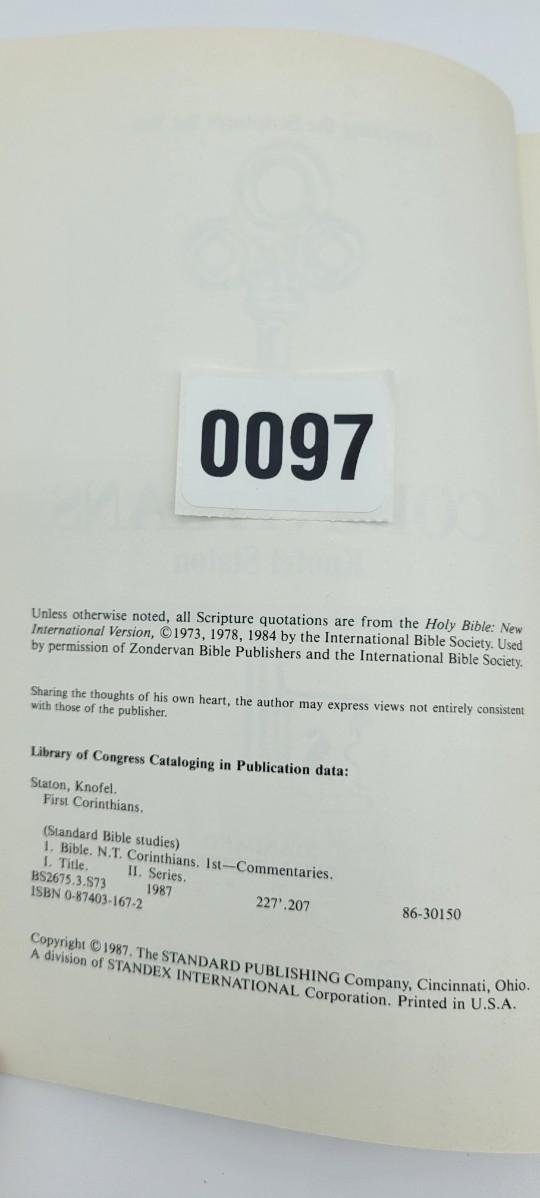 0097
Unless otherwise noted, all Scripture quotations are from the Holy Bible: New
International Version, ©1973, 1978, 1984 by the International Bible Society. Used
by permission of Zondervan Bible Publishers and the International Bible Society.
Sharing the thoughts of his own heart, the author may express views not entirely consistent
with those of the publisher.
Library of Congress Cataloging in Publication data:
Staton, Knofel.
First Corinthians.
(Standard Bible studies)
1. Bible. N.T. Corinthians. 1st—Commentaries.
I. Title. II. Series.
BS2675.3.S73 1987 227'.207 86-30150
ISBN 0-87403-167-2
Copyright ©1987. The STANDARD PUBLISHING Company, Cincinnati, Ohio.
A division of STANDEX INTERNATIONAL Corporation. Printed in U.S.A.